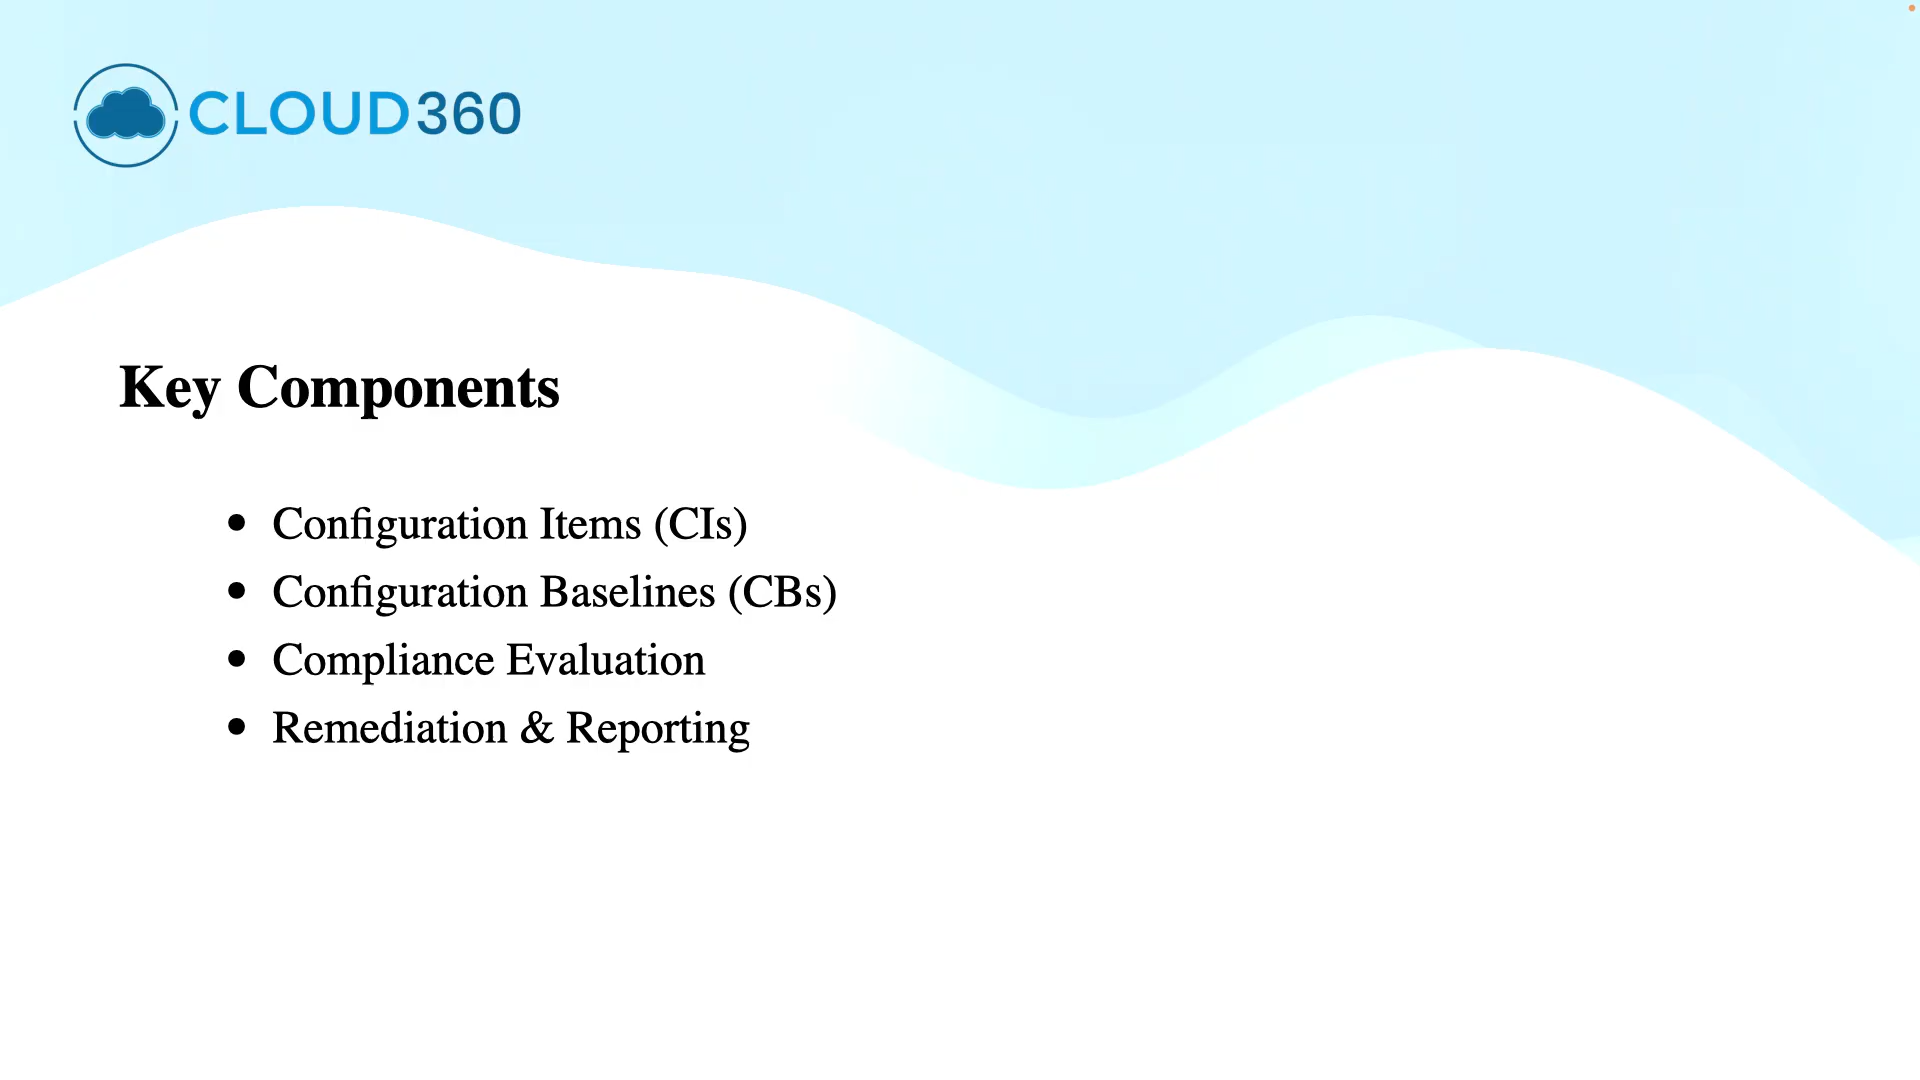 CLOUD360
Key Components
• Configuration Items (CIs)
• Configuration Baselines (CBs)
• Compliance Evaluation
• Remediation & Reporting